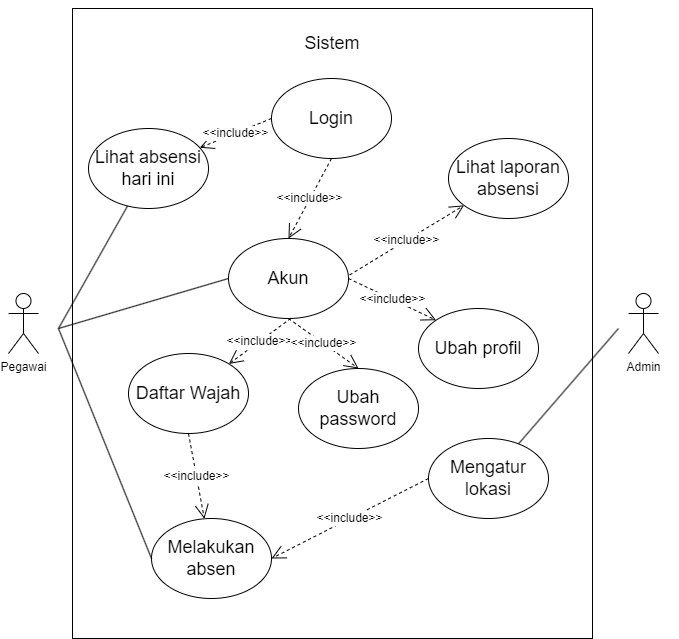 Sistem
Login
<<include>>
Lihat absensi
hari ini
Lihat laporan
absensi
<<include>>
<<include>>
Akun
<<include>>
Pegawai
Admin
<<include>>
<<include>>
Ubah profil
Daftar Wajah
Ubah
password
Mengatur
lokasi
<<include>>
<<include>>
Melakukan
absen